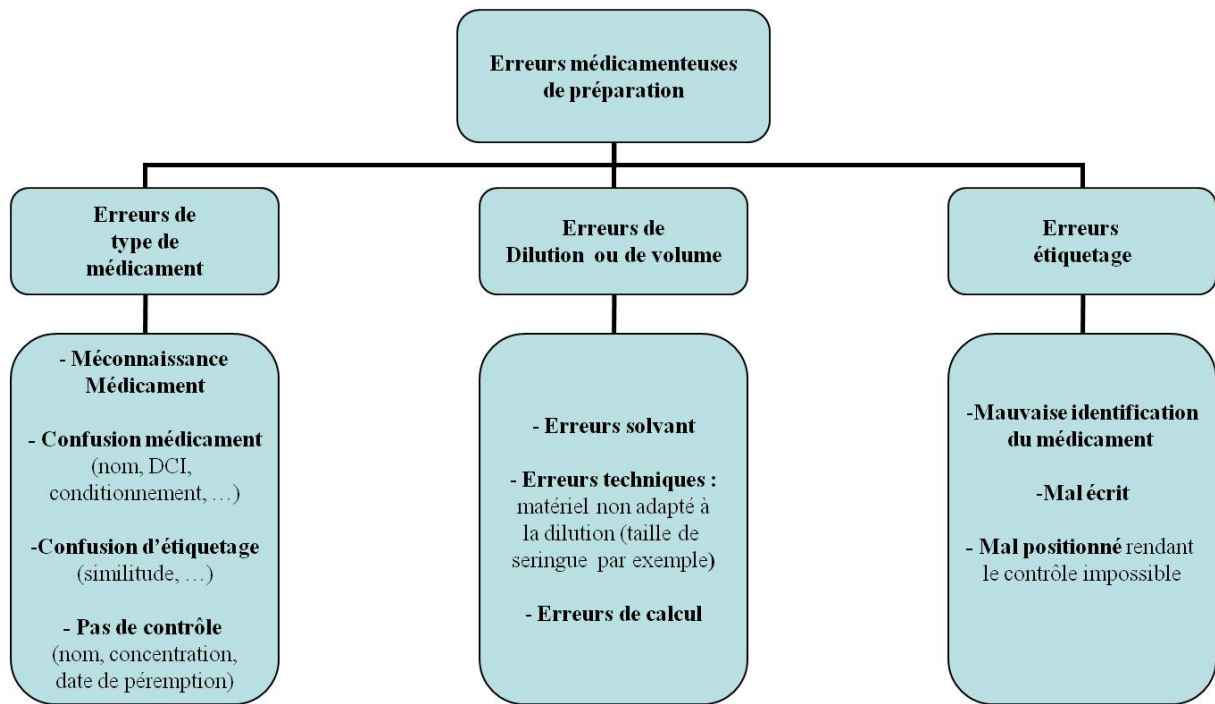 Erreurs médicamenteuses
de préparation
Erreurs de
type de
médicament
Erreurs de
Dilution ou de volume
Erreurs
étiquetage
- Méconnaissance
Médicament
- Confusion médicament
(nom, DCI,
conditionnement, …)
-Confusion d’étiquetage
(similitude, …)
- Pas de contrôle
(nom, concentration,
date de péremption)
- Erreurs solvant
- Erreurs techniques :
matériel non adapté à
la dilution (taille de
seringue par exemple)
- Erreurs de calcul
-Mauvaise identification
du médicament
-Mal écrit
- Mal positionné rendant
le contrôle impossible